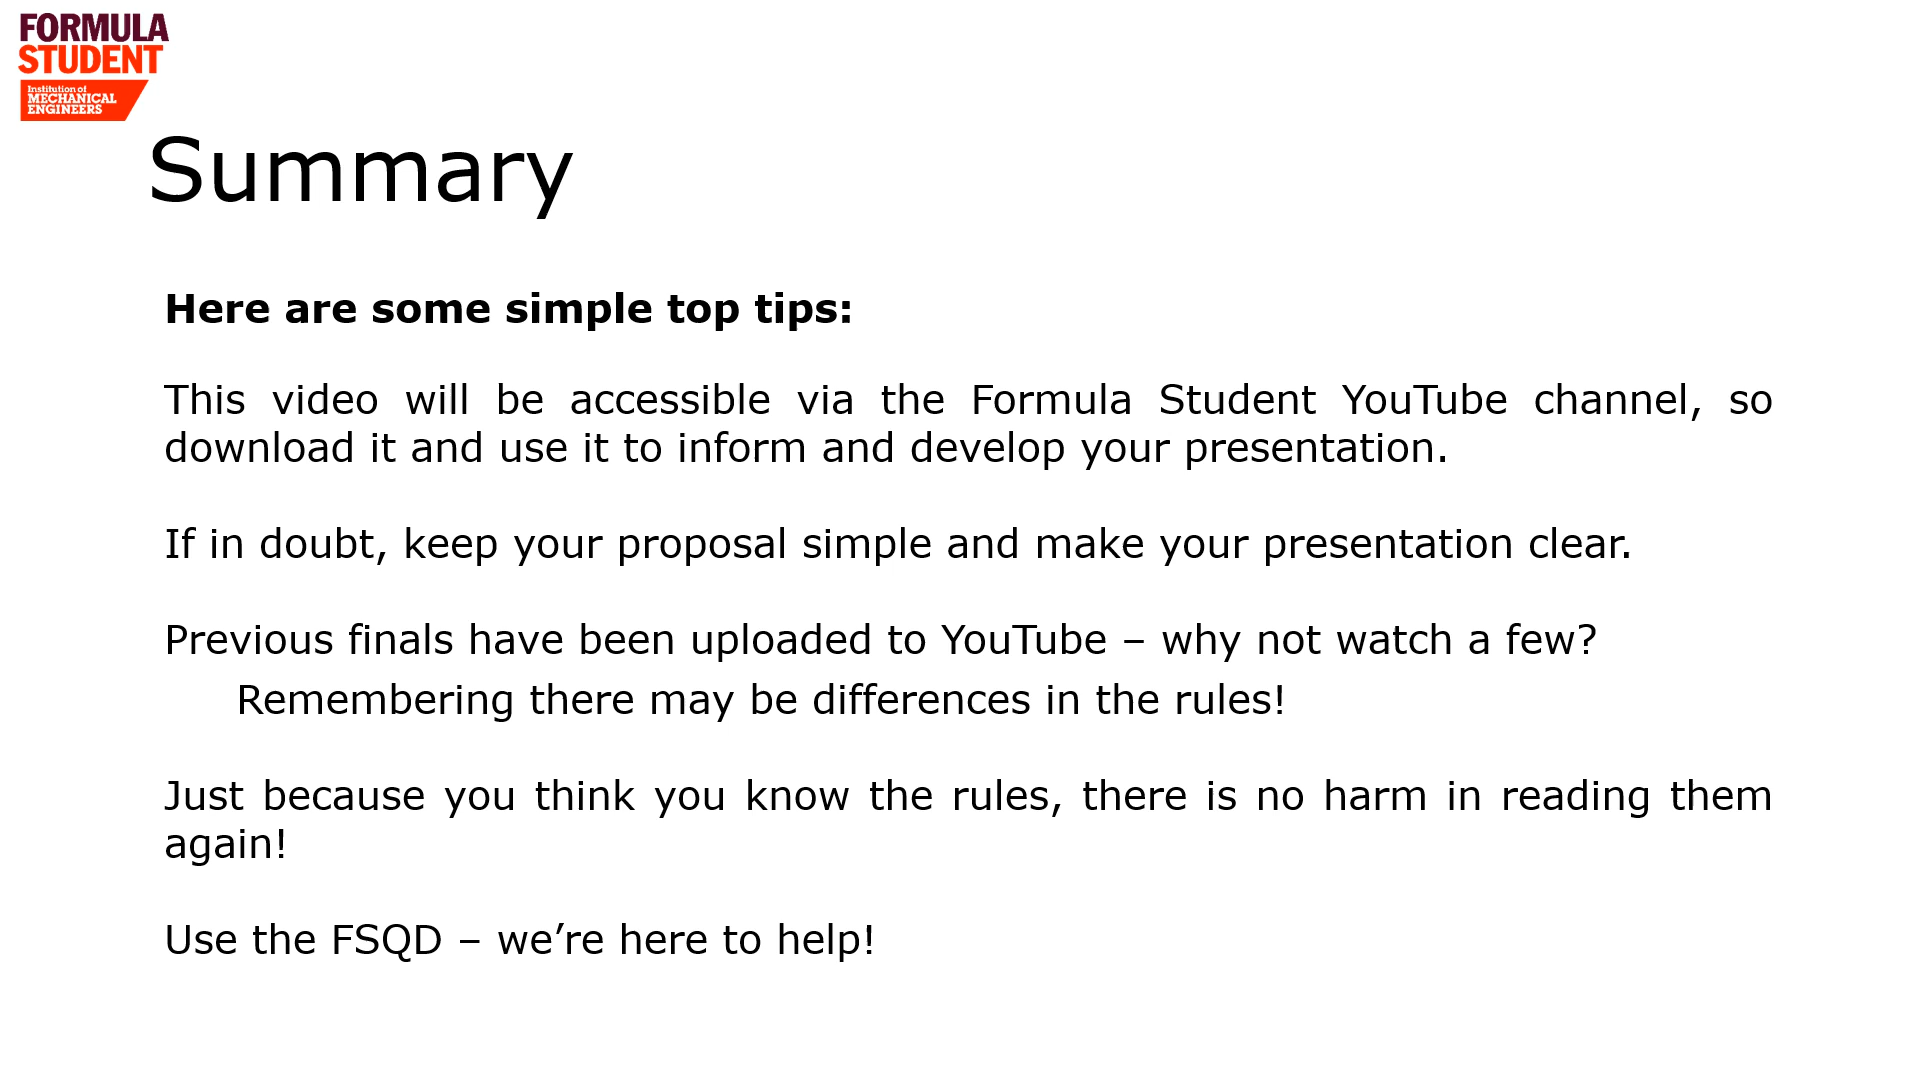 FORMULA
STUDENT
Institution of
MECHANICAL
ENGINEERS
Summary
Here are some simple top tips:
This video will be accessible via the Formula Student YouTube channel, so
download it and use it to inform and develop your presentation.
If in doubt, keep your proposal simple and make your presentation clear.
Previous finals have been uploaded to YouTube – why not watch a few?
Remembering there may be differences in the rules!
Just because you think you know the rules, there is no harm in reading them
again!
Use the FSQD – we’re here to help!